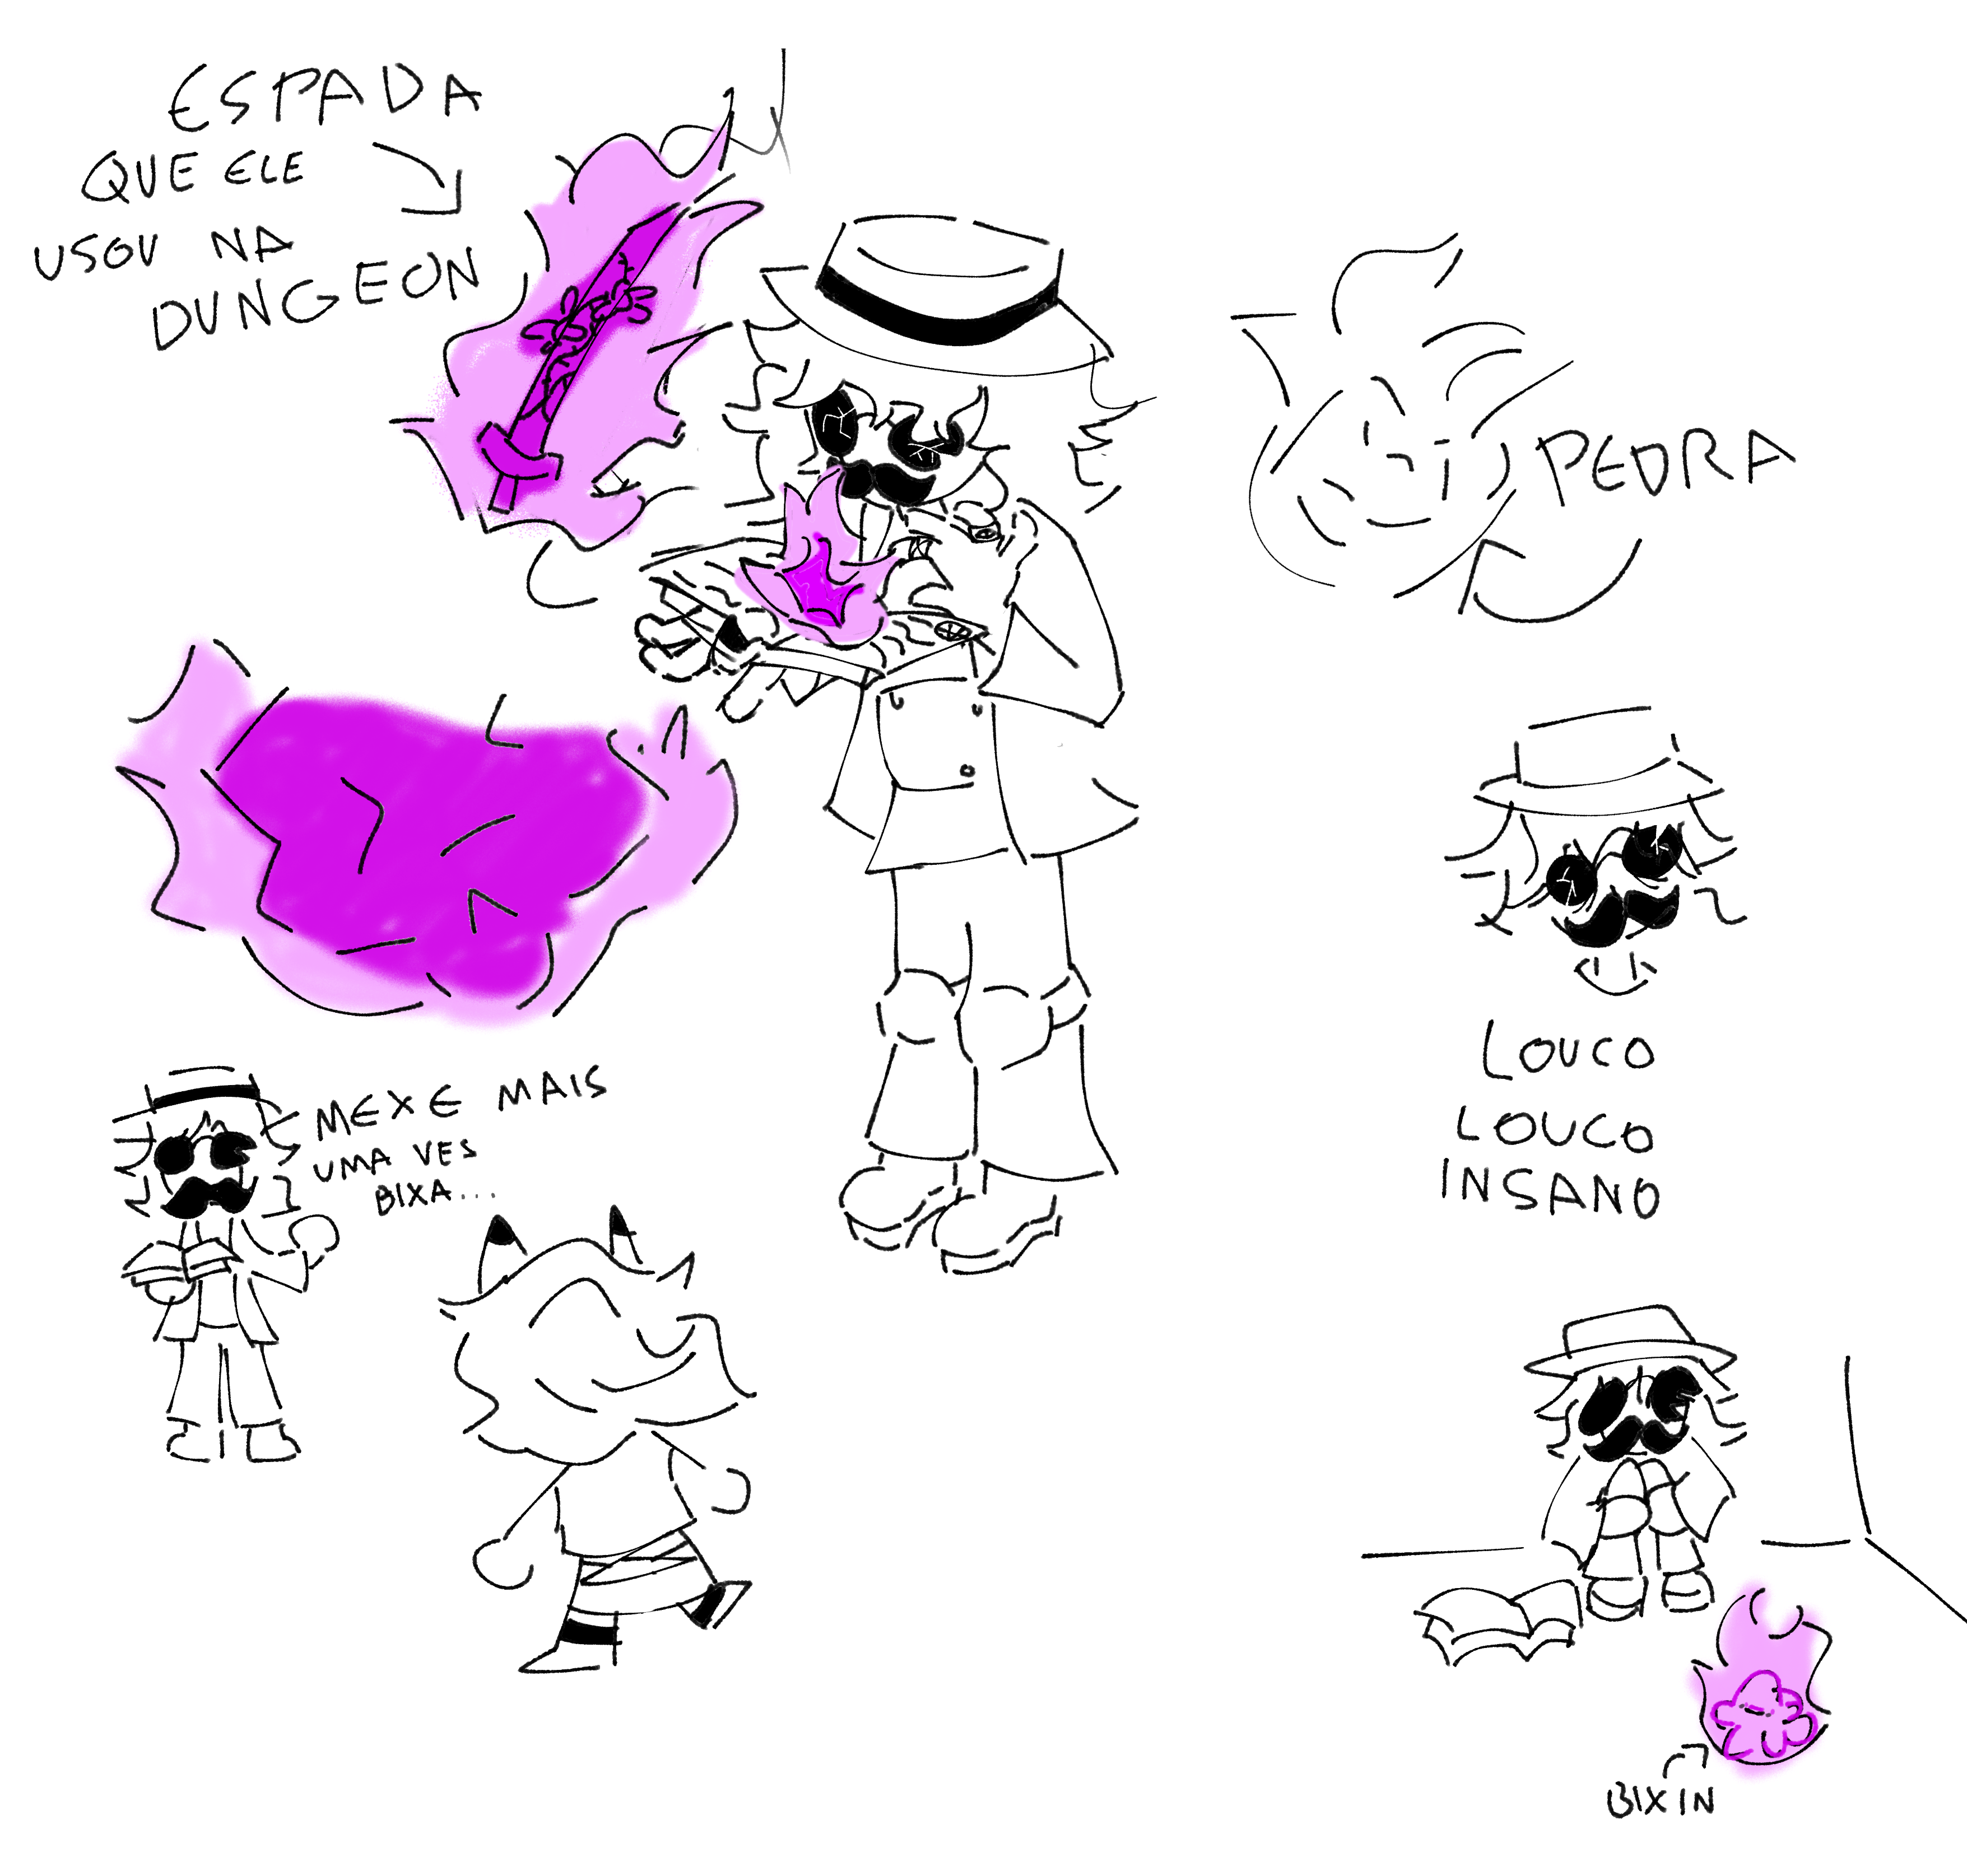 ESPADA
QUE ELE
USOU NA
DUNGEON
PEDRA
LOUCO
LOUCO
INSANO
MEXE MAIS
UMA VES
BIXA...
BIXIN